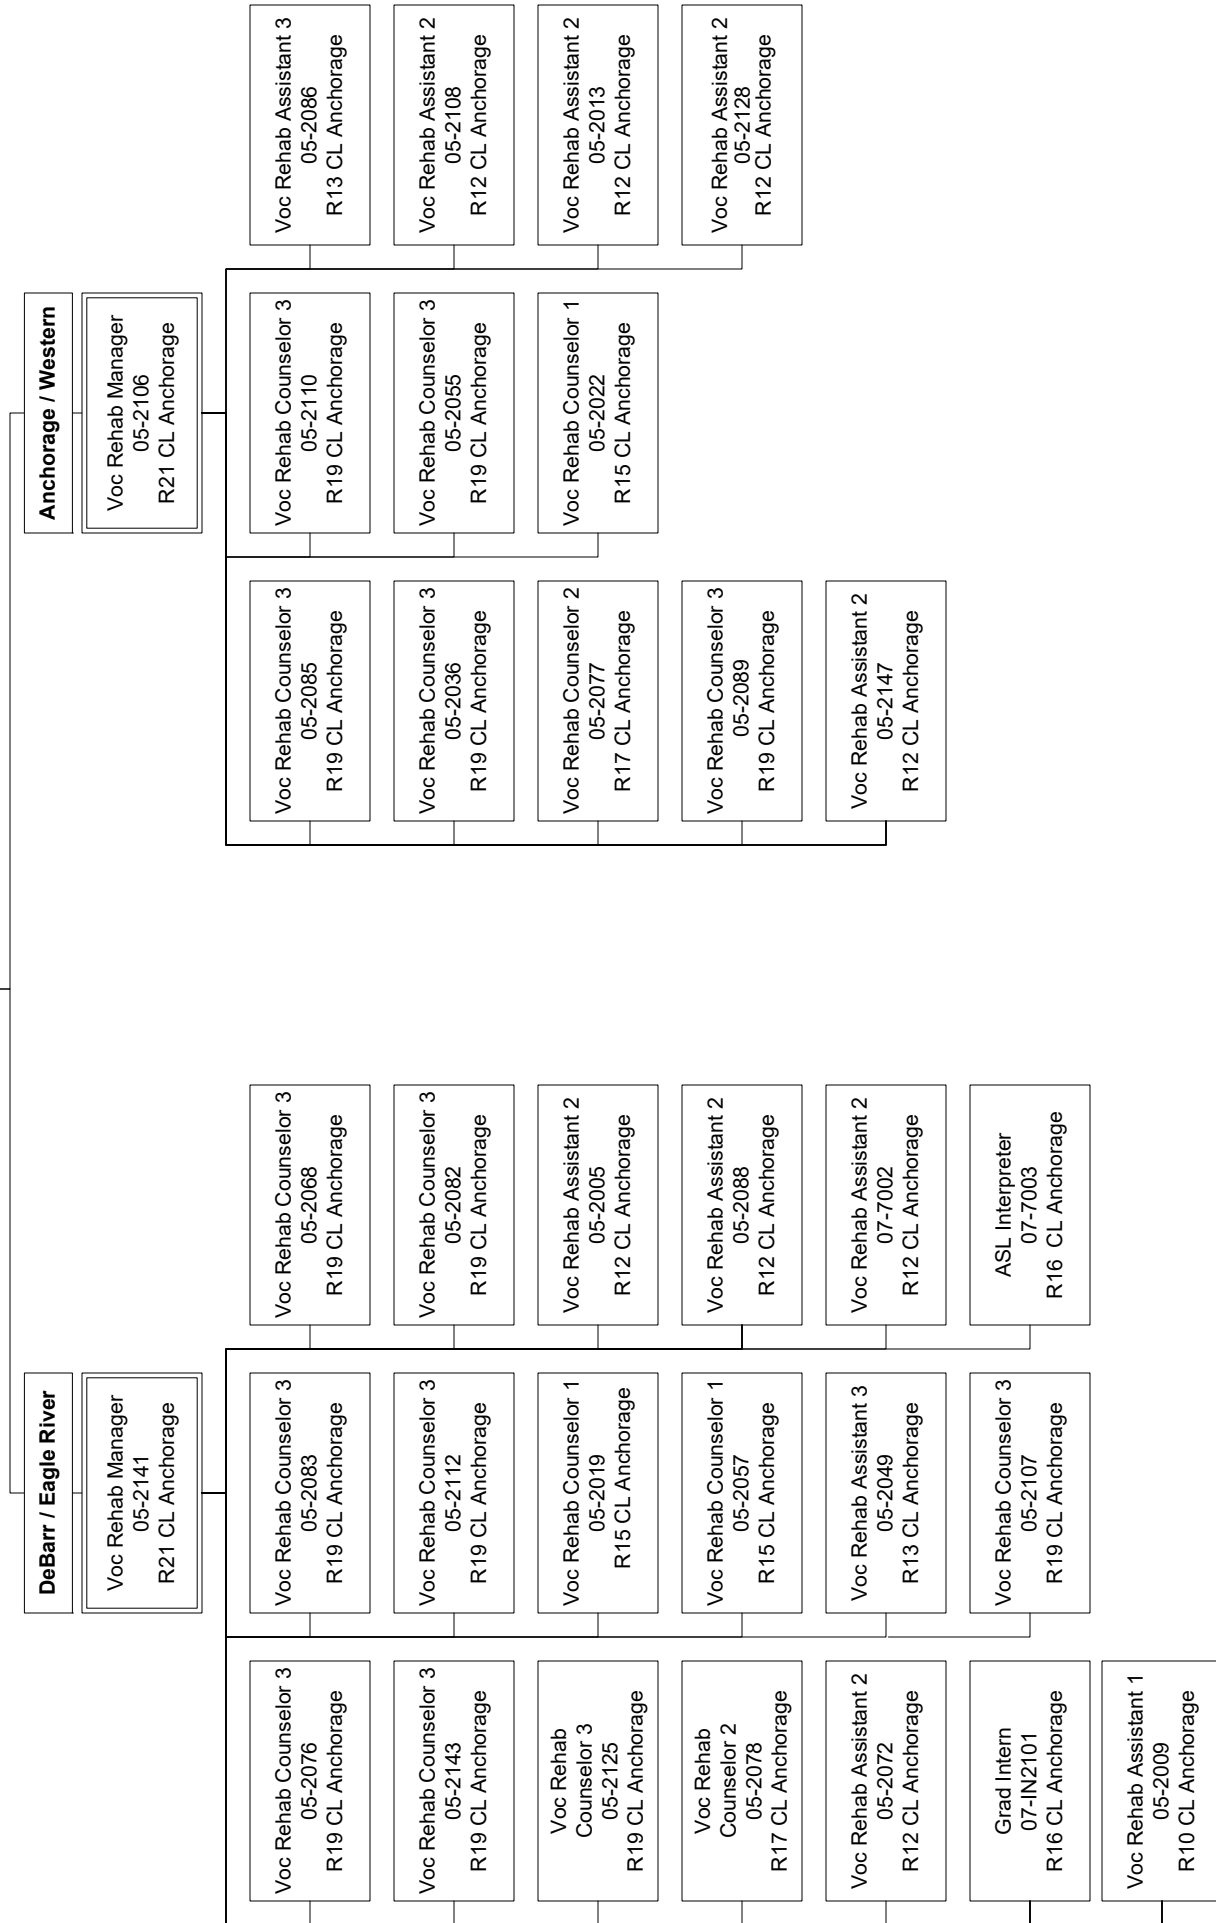 DeBarr / Eagle River
Voc Rehab Manager
05-2141
R21 CL Anchorage
Voc Rehab Counselor 3
05-2076
R19 CL Anchorage
Voc Rehab Counselor 3
05-2143
R19 CL Anchorage
Voc Rehab
Counselor 3
05-2125
R19 CL Anchorage
Voc Rehab
Counselor 2
05-2078
R17 CL Anchorage
Voc Rehab Assistant 2
05-2072
R12 CL Anchorage
Grad Intern
07-IN2101
R16 CL Anchorage
Voc Rehab Assistant 1
05-2009
R10 CL Anchorage
Voc Rehab Counselor 3
05-2083
R19 CL Anchorage
Voc Rehab Counselor 3
05-2112
R19 CL Anchorage
Voc Rehab Counselor 1
05-2019
R15 CL Anchorage
Voc Rehab Counselor 1
05-2057
R15 CL Anchorage
Voc Rehab Assistant 3
05-2049
R13 CL Anchorage
Voc Rehab Counselor 3
05-2107
R19 CL Anchorage
Voc Rehab Counselor 3
05-2068
R19 CL Anchorage
Voc Rehab Counselor 3
05-2082
R19 CL Anchorage
Voc Rehab Assistant 2
05-2005
R12 CL Anchorage
Voc Rehab Assistant 2
05-2088
R12 CL Anchorage
Voc Rehab Assistant 2
07-7002
R12 CL Anchorage
ASL Interpreter
07-7003
R16 CL Anchorage
Anchorage / Western
Voc Rehab Manager
05-2106
R21 CL Anchorage
Voc Rehab Counselor 3
05-2085
R19 CL Anchorage
Voc Rehab Counselor 3
05-2036
R19 CL Anchorage
Voc Rehab Counselor 2
05-2077
R17 CL Anchorage
Voc Rehab Counselor 3
05-2089
R19 CL Anchorage
Voc Rehab Assistant 2
05-2147
R12 CL Anchorage
Voc Rehab Counselor 3
05-2110
R19 CL Anchorage
Voc Rehab Counselor 3
05-2055
R19 CL Anchorage
Voc Rehab Counselor 1
05-2022
R15 CL Anchorage
Voc Rehab Assistant 3
05-2086
R13 CL Anchorage
Voc Rehab Assistant 2
05-2108
R12 CL Anchorage
Voc Rehab Assistant 2
05-2013
R12 CL Anchorage
Voc Rehab Assistant 2
05-2128
R12 CL Anchorage